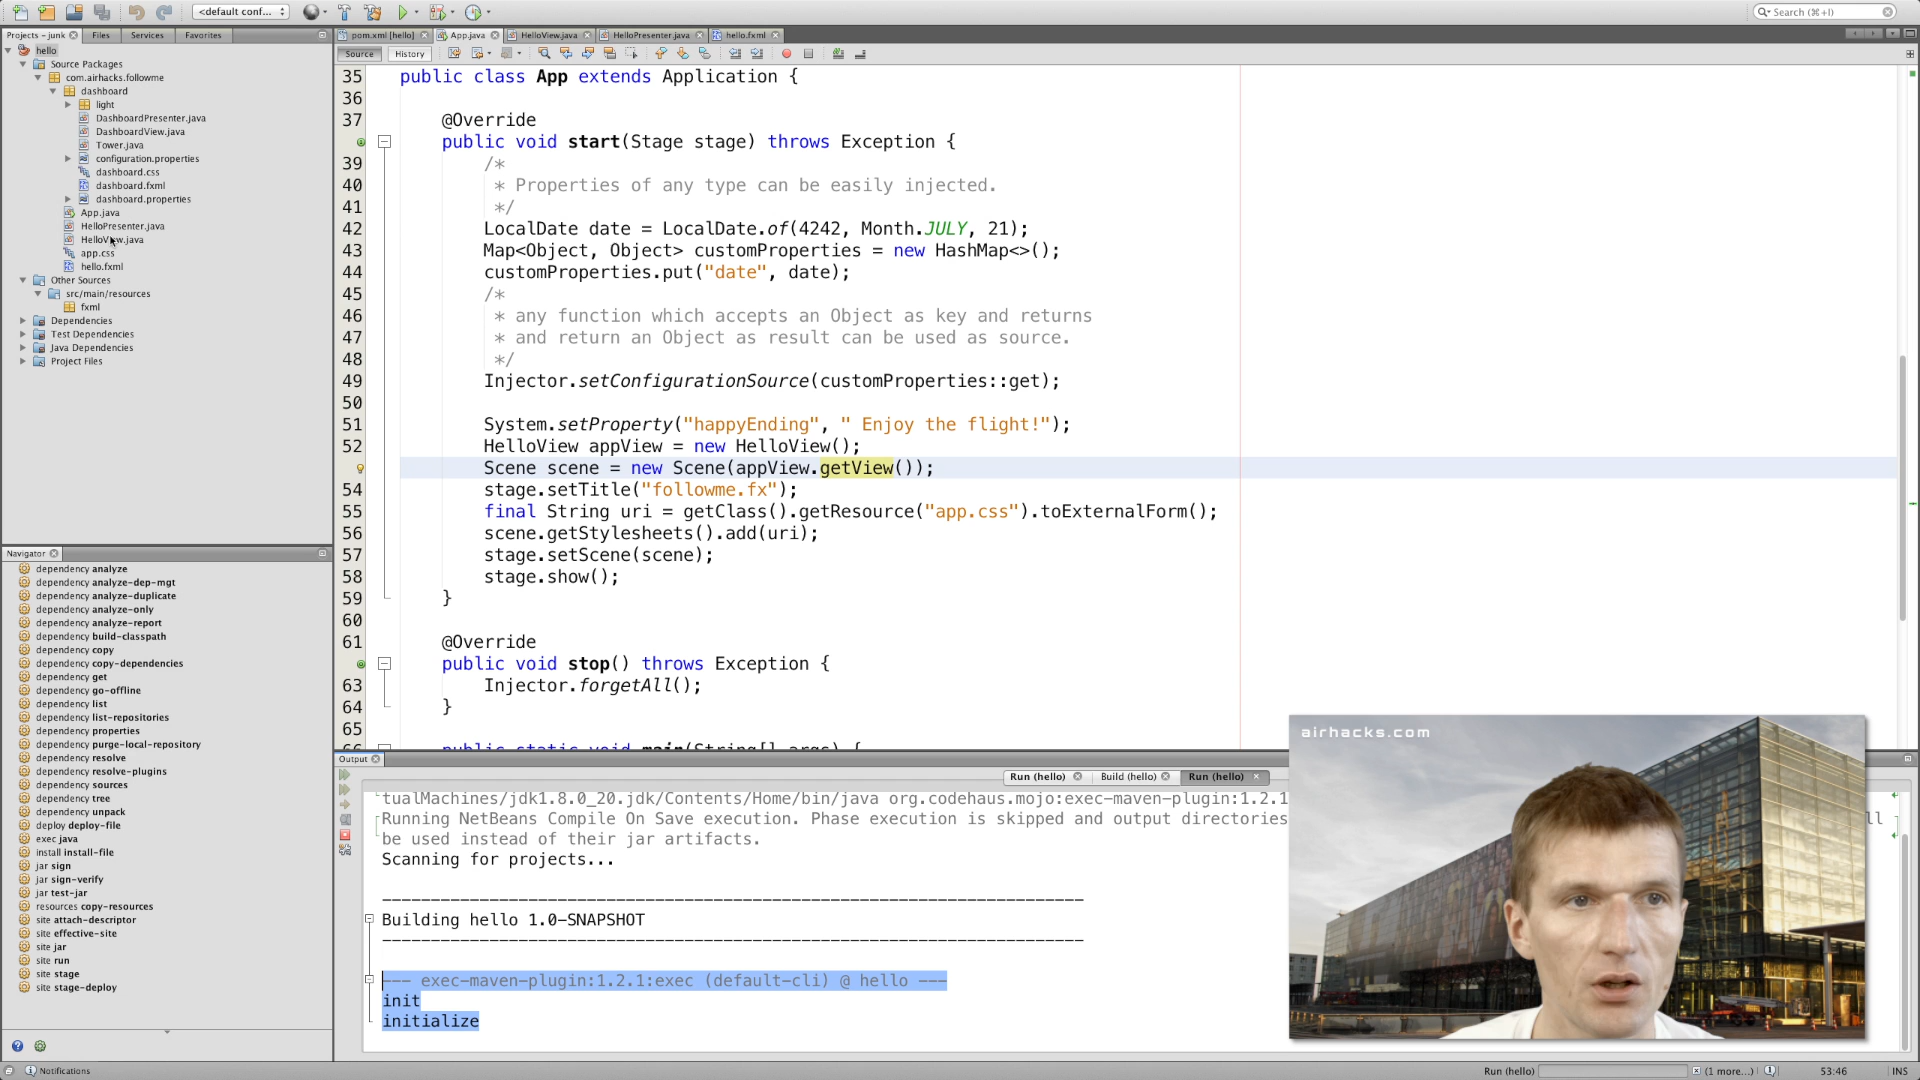 <default conf...
Search (⌘+I)
Projects - junk
Files
Services
Favorites
pom.xml [hello]
App.java
HelloView.java
HelloPresenter.java
hello.fxml
Source
History
hello
Source Packages
com.airhacks.followme
dashboard
light
DashboardPresenter.java
DashboardView.java
Tower.java
configuration.properties
dashboard.css
dashboard.fxml
dashboard.properties
App.java
HelloPresenter.java
HelloView.java
app.css
hello.fxml
Other Sources
src/main/resources
fxml
Dependencies
Test Dependencies
Java Dependencies
Project Files
35 public class App extends Application {
36
37 @Override
public void start(Stage stage) throws Exception {
39 /*
40 * Properties of any type can be easily injected.
41 */
42 LocalDate date = LocalDate.of(4242, Month.JULY, 21);
43 Map<Object, Object> customProperties = new HashMap<>();
44 customProperties.put("date", date);
45 /*
46 * any function which accepts an Object as key and returns
47 * and return an Object as result can be used as source.
48 */
49 Injector.setConfigurationSource(customProperties::get);
50
51 System.setProperty("happyEnding", " Enjoy the flight!");
52 HelloView appView = new HelloView();
Scene scene = new Scene(appView.getView());
54 stage.setTitle("followme.fx");
55 final String uri = getClass().getResource("app.css").toExternalForm();
56 scene.getStylesheets().add(uri);
57 stage.setScene(scene);
58 stage.show();
59 }
60
61 @Override
public void stop() throws Exception {
63 Injector.forgetAll();
64 }
65
66 public static void main(String[] args) {
Navigator
dependency analyze
dependency analyze-dep-mgt
dependency analyze-duplicate
dependency analyze-only
dependency analyze-report
dependency build-classpath
dependency copy
dependency copy-dependencies
dependency get
dependency go-offline
dependency list
dependency list-repositories
dependency properties
dependency purge-local-repository
dependency resolve
dependency resolve-plugins
dependency sources
dependency tree
dependency unpack
deploy deploy-file
exec java
install install-file
jar sign
jar sign-verify
jar test-jar
resources copy-resources
site attach-descriptor
site effective-site
site jar
site run
site stage
site stage-deploy
Output
Run (hello)
Build (hello)
Run (hello)
tualMachines/jdk1.8.0_20.jdk/Contents/Home/bin/java org.codehaus.mojo:exec-maven-plugin:1.2.1
Running NetBeans Compile On Save execution. Phase execution is skipped and output directories
be used instead of their jar artifacts.
Scanning for projects...
------------------------------------------------------------------------
Building hello 1.0-SNAPSHOT
------------------------------------------------------------------------
--- exec-maven-plugin:1.2.1:exec (default-cli) @ hello ---
init
initialize
airhacks.com
Notifications
Run (hello)
(1 more...)
53:46
INS